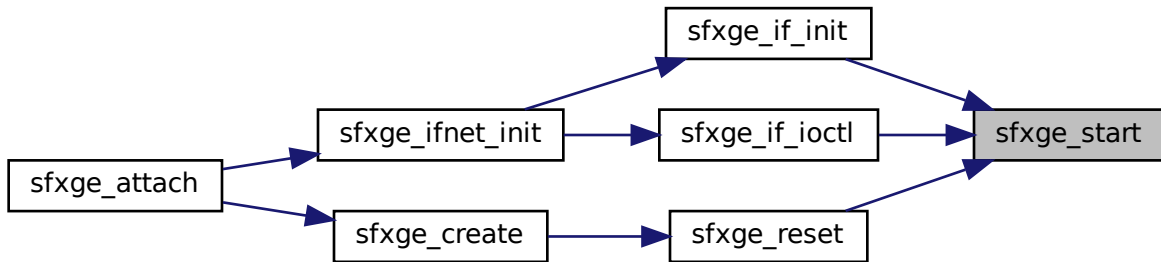 sfxge_if_init
sfxge_ifnet_init
sfxge_if_ioctl
sfxge_start
sfxge_attach
sfxge_create
sfxge_reset